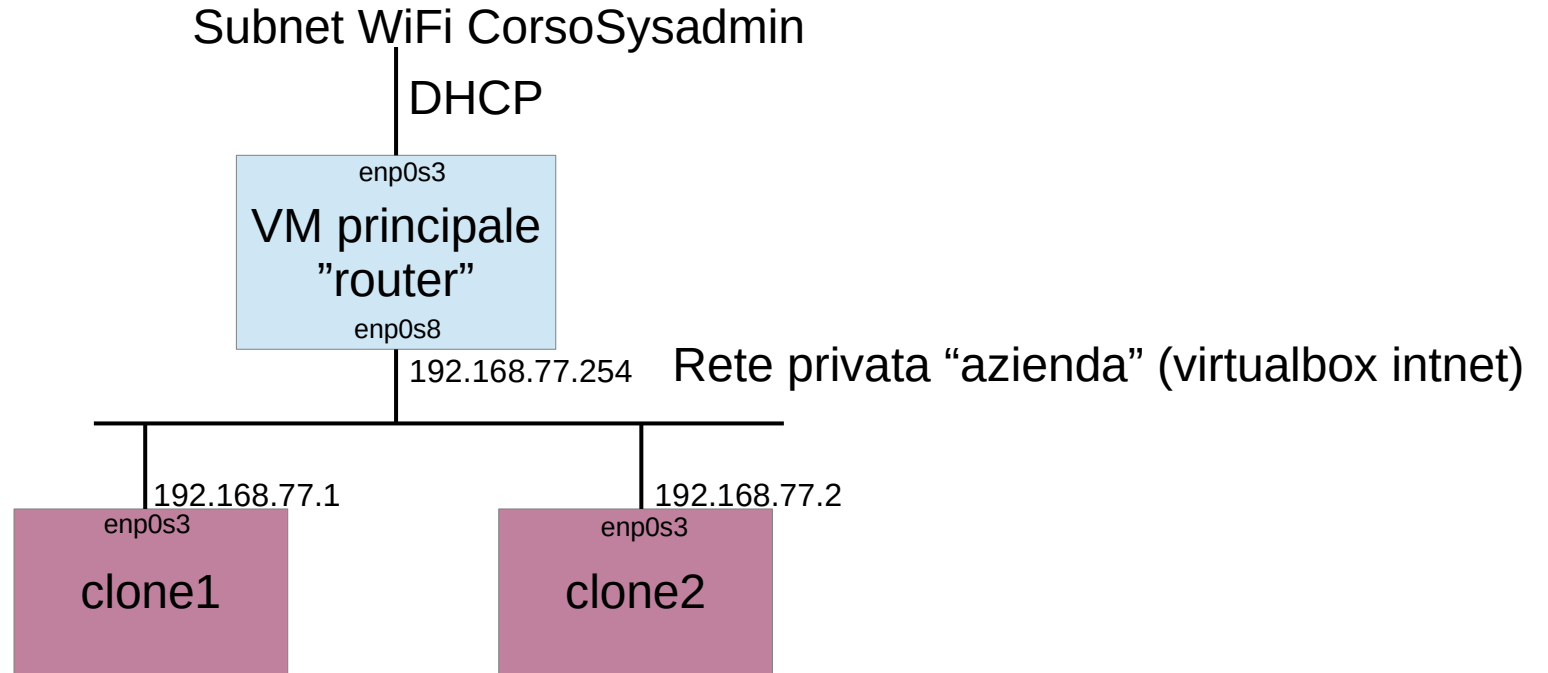 Subnet WiFi CorsoSysadmin
DHCP
enp0s3
VM principale
”router”
enp0s8
192.168.77.254
Rete privata “azienda” (virtualbox intnet)
192.168.77.1
192.168.77.2
enp0s3
enp0s3
clone1
clone2